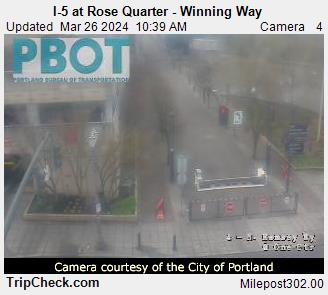 I-5 at Rose Quarter - Winning Way
Updated Mar 26 2024 10:39 AM Camera 4
PBOT
PORTLAND BUREAU OF TRANSPORTATION
Camera courtesy of the City of Portland
TripCheck.com Milepost302.00